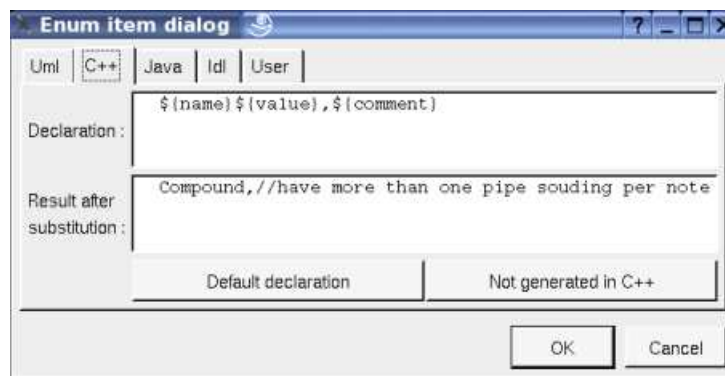 Enum item dialog
Uml C++ Java Idl User
Declaration :
${name}${value},${comment}
Result after
substitution :
Compound,//have more than one pipe souding per note
Default declaration Not generated in C++
OK Cancel